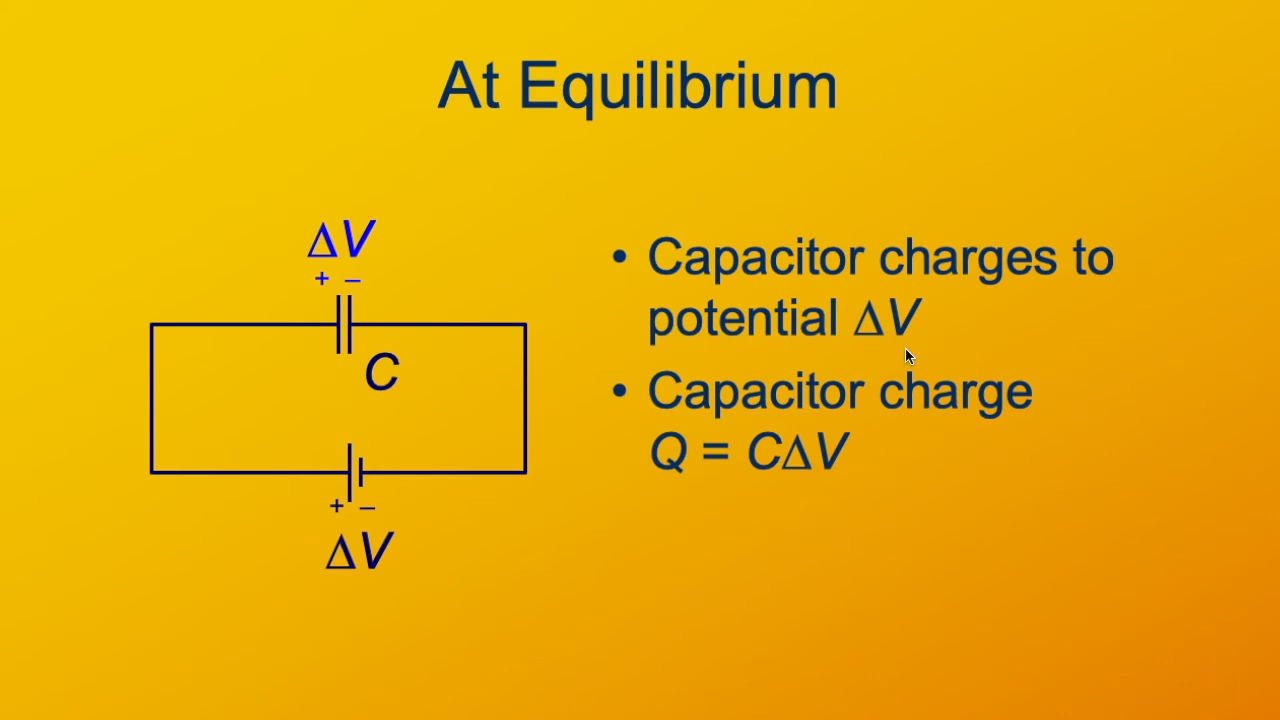 At Equilibrium
ΔV
+ –
C
+ –
ΔV
• Capacitor charges to
potential ΔV
• Capacitor charge
Q = CΔV